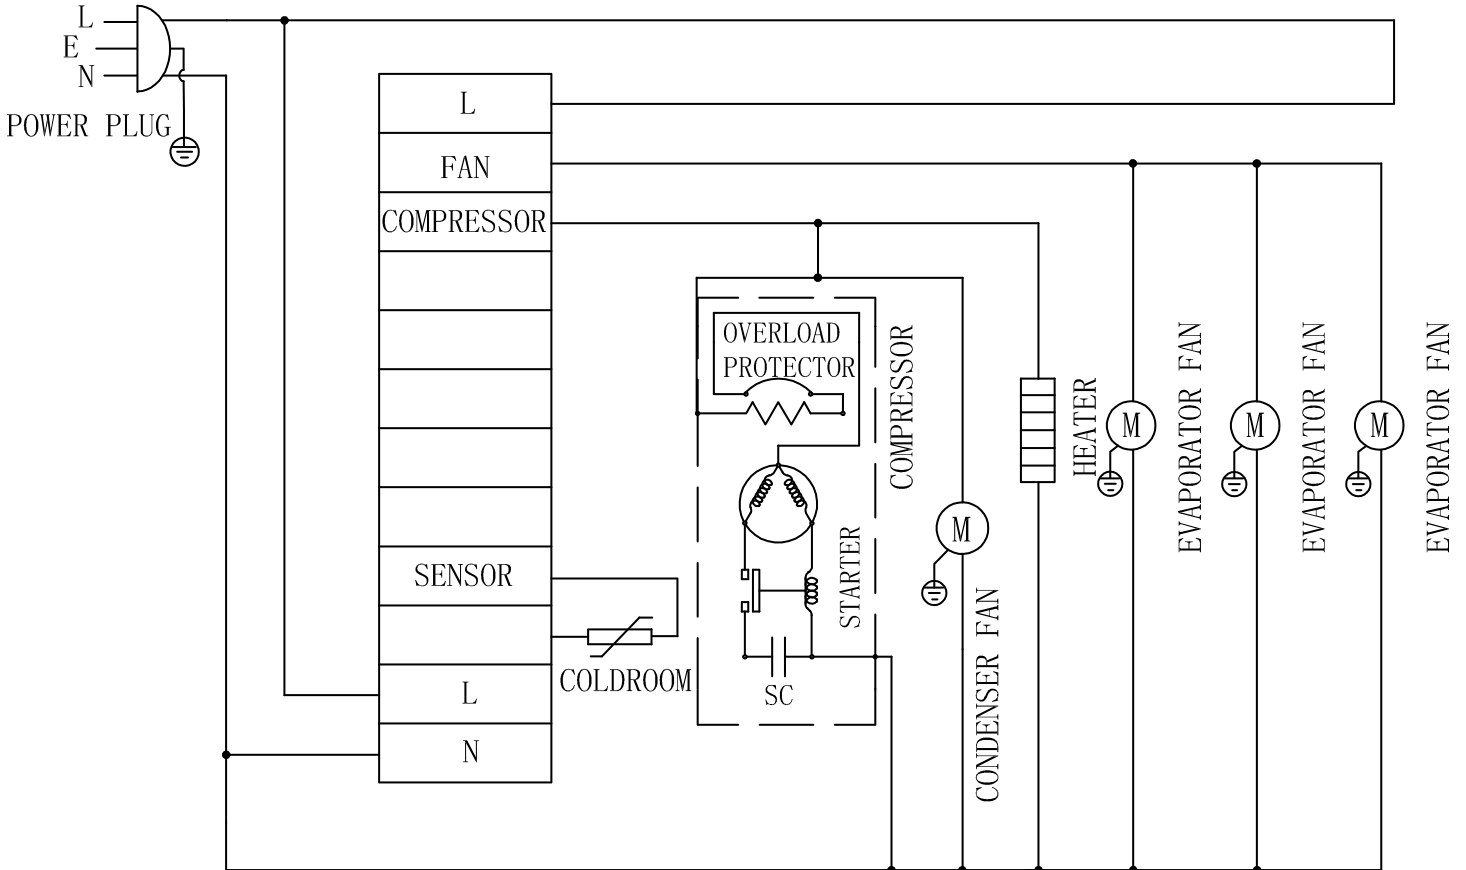 L
E
N
POWER PLUG
L
FAN
COMPRESSOR
SENSOR
L
N
COLDROOM
OVERLOAD
PROTECTOR
COMPRESSOR
STARTER
SC
M
CONDENSER FAN
HEATER
M
EVAPORATOR FAN
M
EVAPORATOR FAN
M
EVAPORATOR FAN